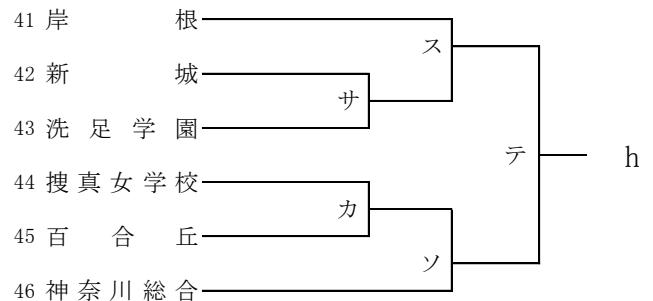 41 岸根
ス
42 新城
サ
43 洗足学園
テ h
44 捜真女学校
カ
45 百合丘
ソ
46 神奈川総合